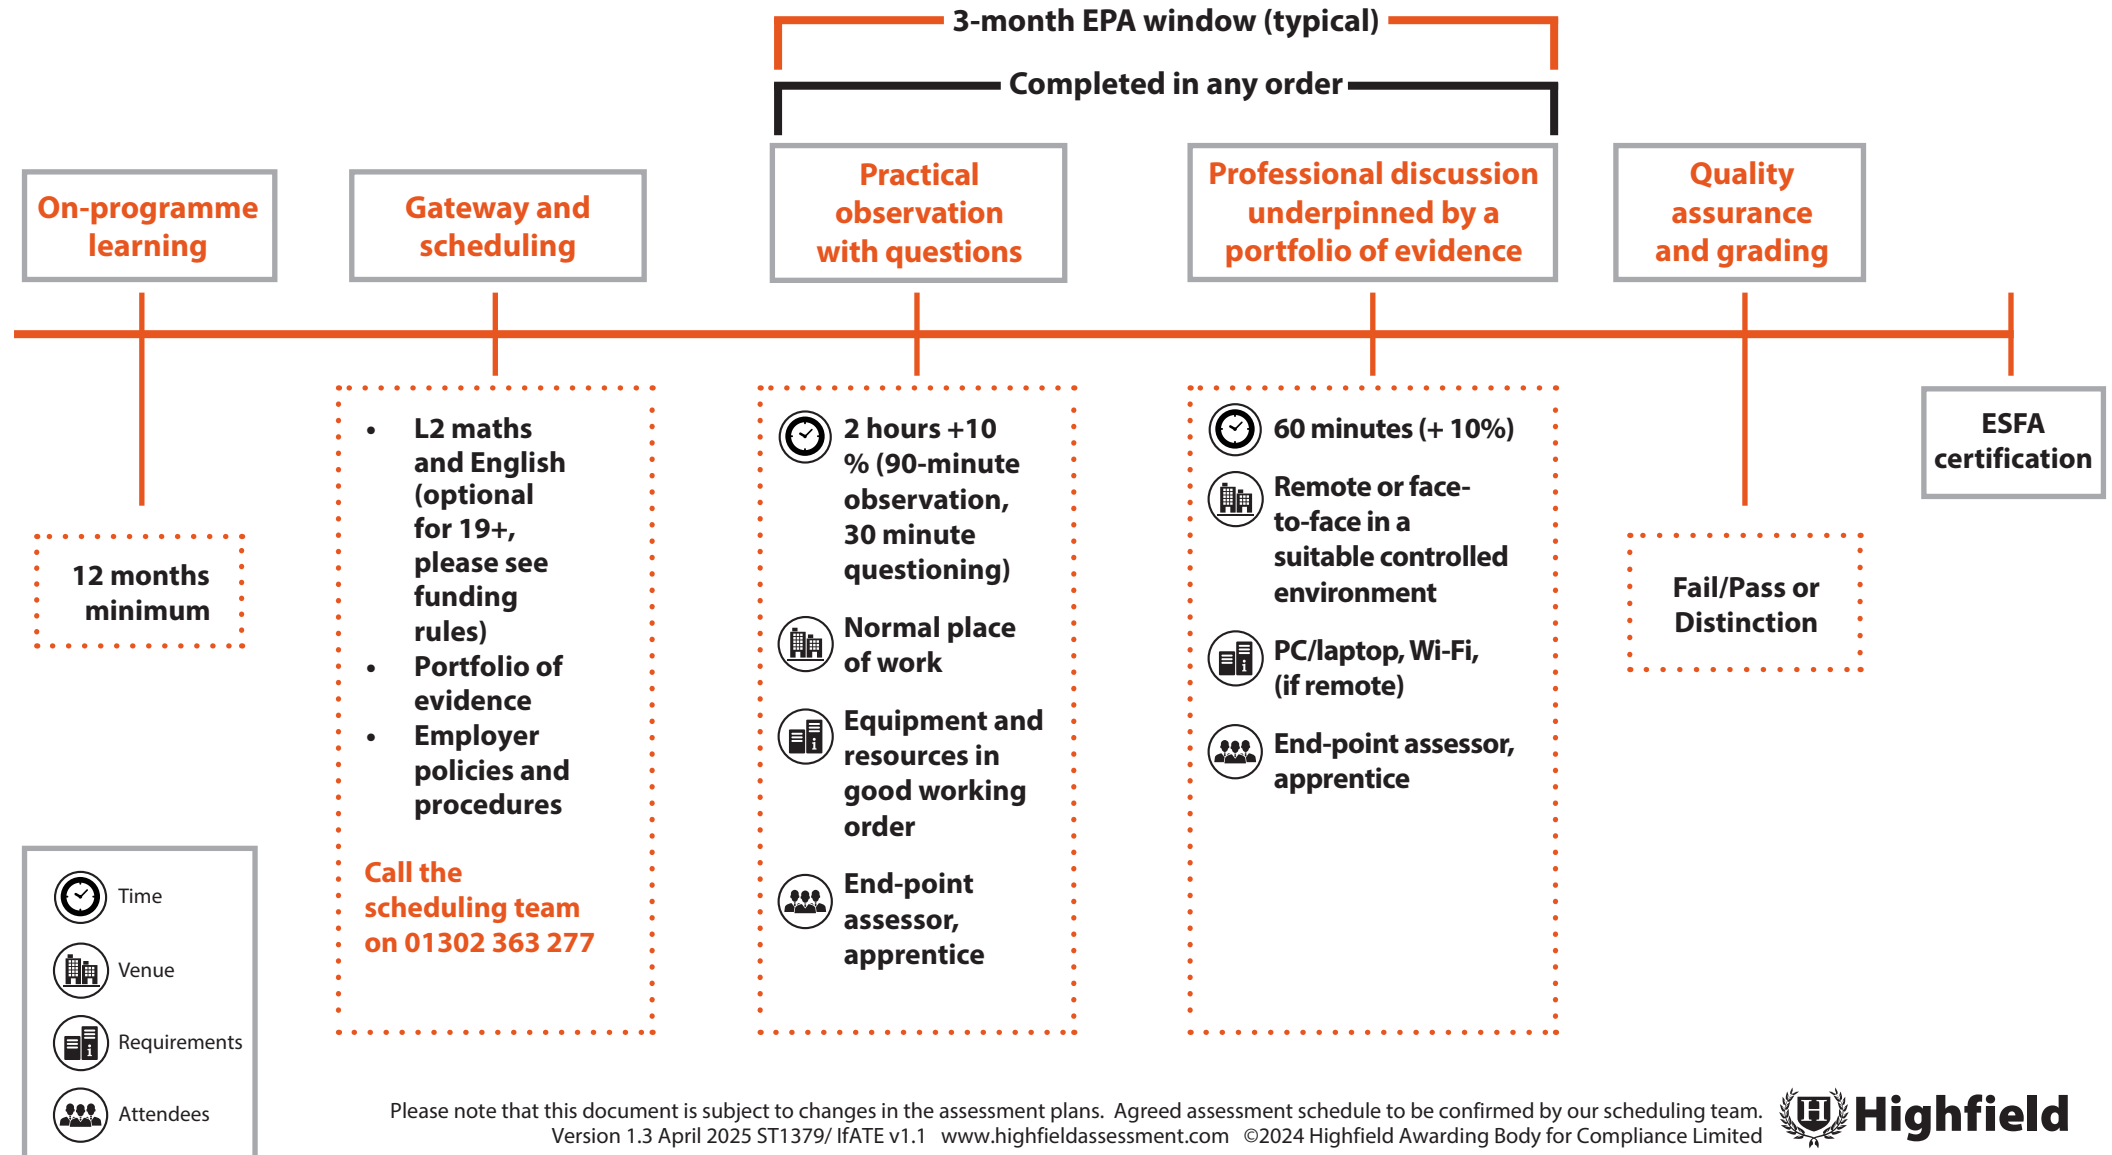 3-month EPA window (typical)
Completed in any order
On-programme
learning
Gateway and
scheduling
Practical
observation
with questions
Professional discussion
underpinned by a
portfolio of evidence
Quality
assurance
and grading
12 months
minimum
• L2 maths
and English
(optional
for 19+,
please see
funding
rules)
• Portfolio of
evidence
• Employer
policies and
procedures
Call the
scheduling team
on 01302 363 277
2 hours +10
% (90-minute
observation,
30 minute
questioning)
Normal place
of work
Equipment and
resources in
good working
order
End-point
assessor,
apprentice
60 minutes (+ 10%)
Remote or face-
to-face in a
suitable controlled
environment
PC/laptop, Wi-Fi,
(if remote)
End-point assessor,
apprentice
Fail/Pass or
Distinction
ESFA
certification
Time
Venue
Requirements
Attendees
Please note that this document is subject to changes in the assessment plans.  Agreed assessment schedule to be confirmed by our scheduling team.
Version 1.3 April 2025 ST1379/ IfATE v1.1   www.highfieldassessment.com   ©2024 Highfield Awarding Body for Compliance Limited
H Highfield